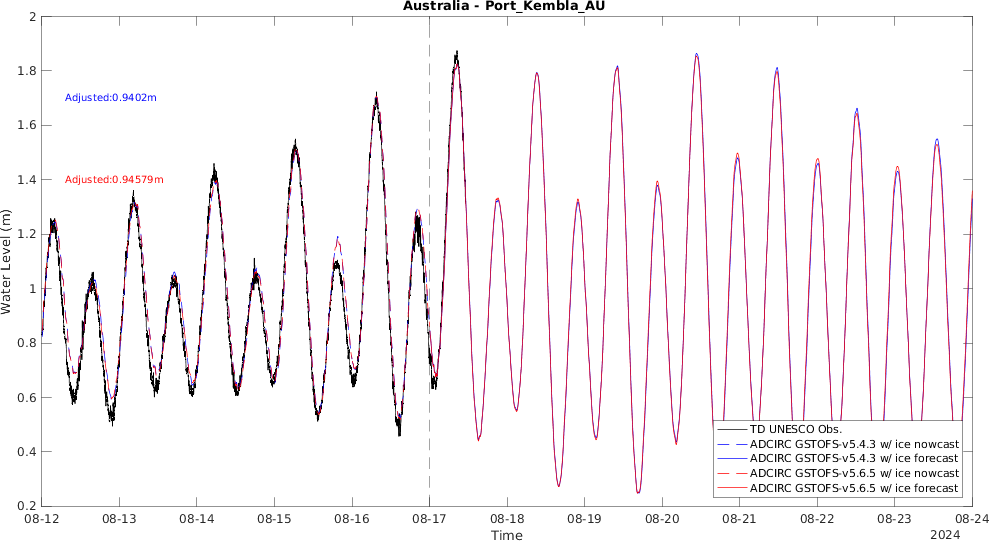 Australia - Port_Kembla_AU
2
1.8
1.6
1.4
1.2
1
0.8
0.6
0.4
0.2
Water Level (m)
Adjusted:0.9402m
Adjusted:0.94579m
TD UNESCO Obs.
ADCIRC GSTOFS-v5.4.3 w/ ice nowcast
ADCIRC GSTOFS-v5.4.3 w/ ice forecast
ADCIRC GSTOFS-v5.6.5 w/ ice nowcast
ADCIRC GSTOFS-v5.6.5 w/ ice forecast
08-12 08-13 08-14 08-15 08-16 08-17 08-18 08-19 08-20 08-21 08-22 08-23 08-24
Time
2024